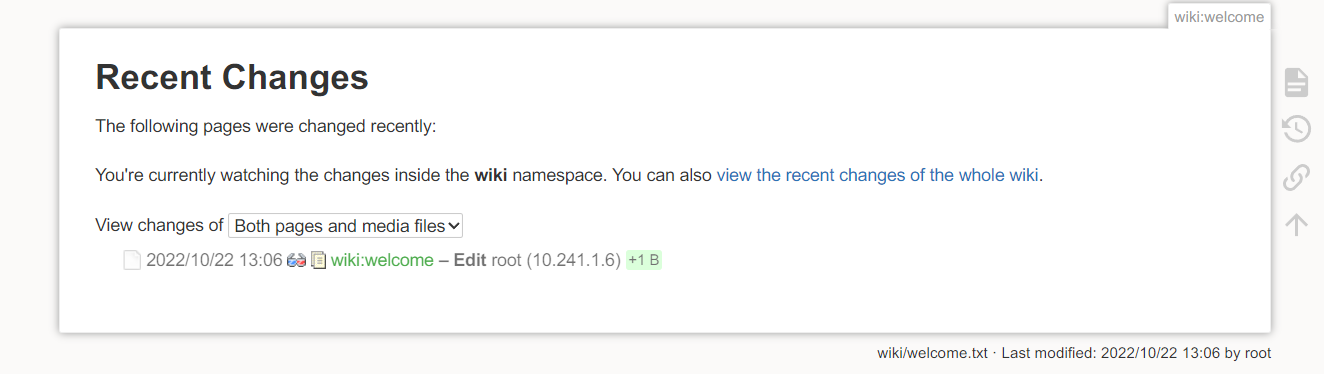 wiki:welcome
Recent Changes
The following pages were changed recently:
You're currently watching the changes inside the wiki namespace. You can also view the recent changes of the whole wiki.
View changes of Both pages and media files
2022/10/22 13:06 wiki:welcome – Edit root (10.241.1.6) +1 B
wiki/welcome.txt · Last modified: 2022/10/22 13:06 by root